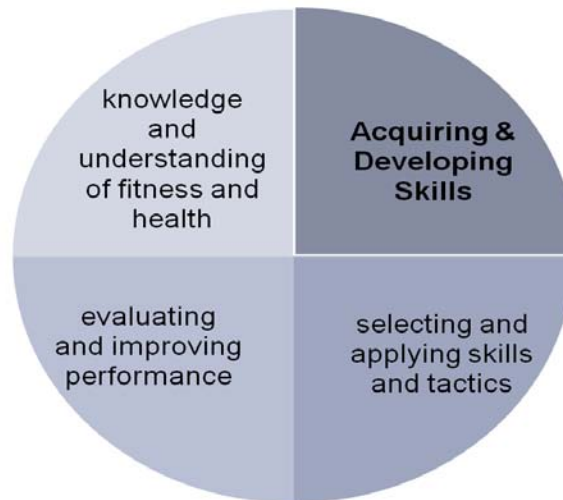 knowledge
and
understanding
of fitness and
health
Acquiring &
Developing
Skills
evaluating
and improving
performance
selecting and
applying skills
and tactics